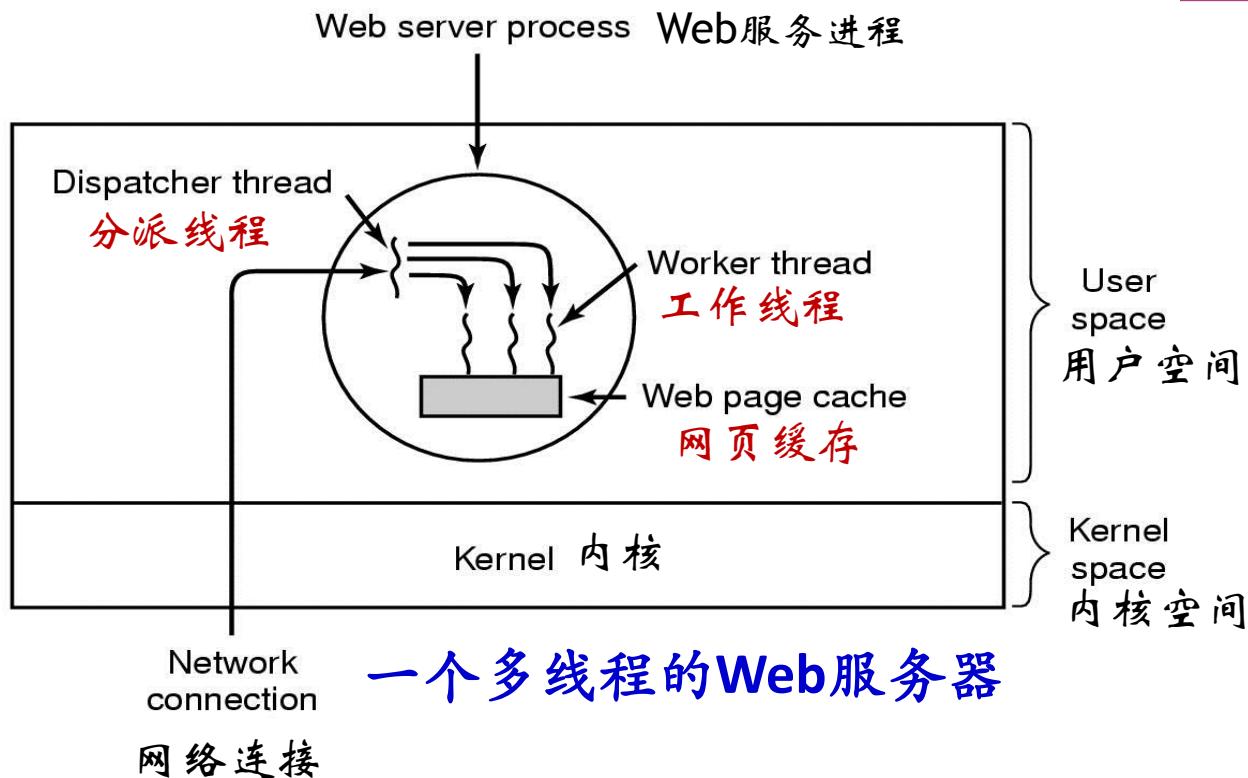 Web server process Web服务进程
Dispatcher thread
分派线程
Worker thread
工作线程
User
space
用户空间
Web page cache
网页缓存
Kernel 内核
Kernel
space
内核空间
Network
connection
网络连接
一个多线程的Web服务器